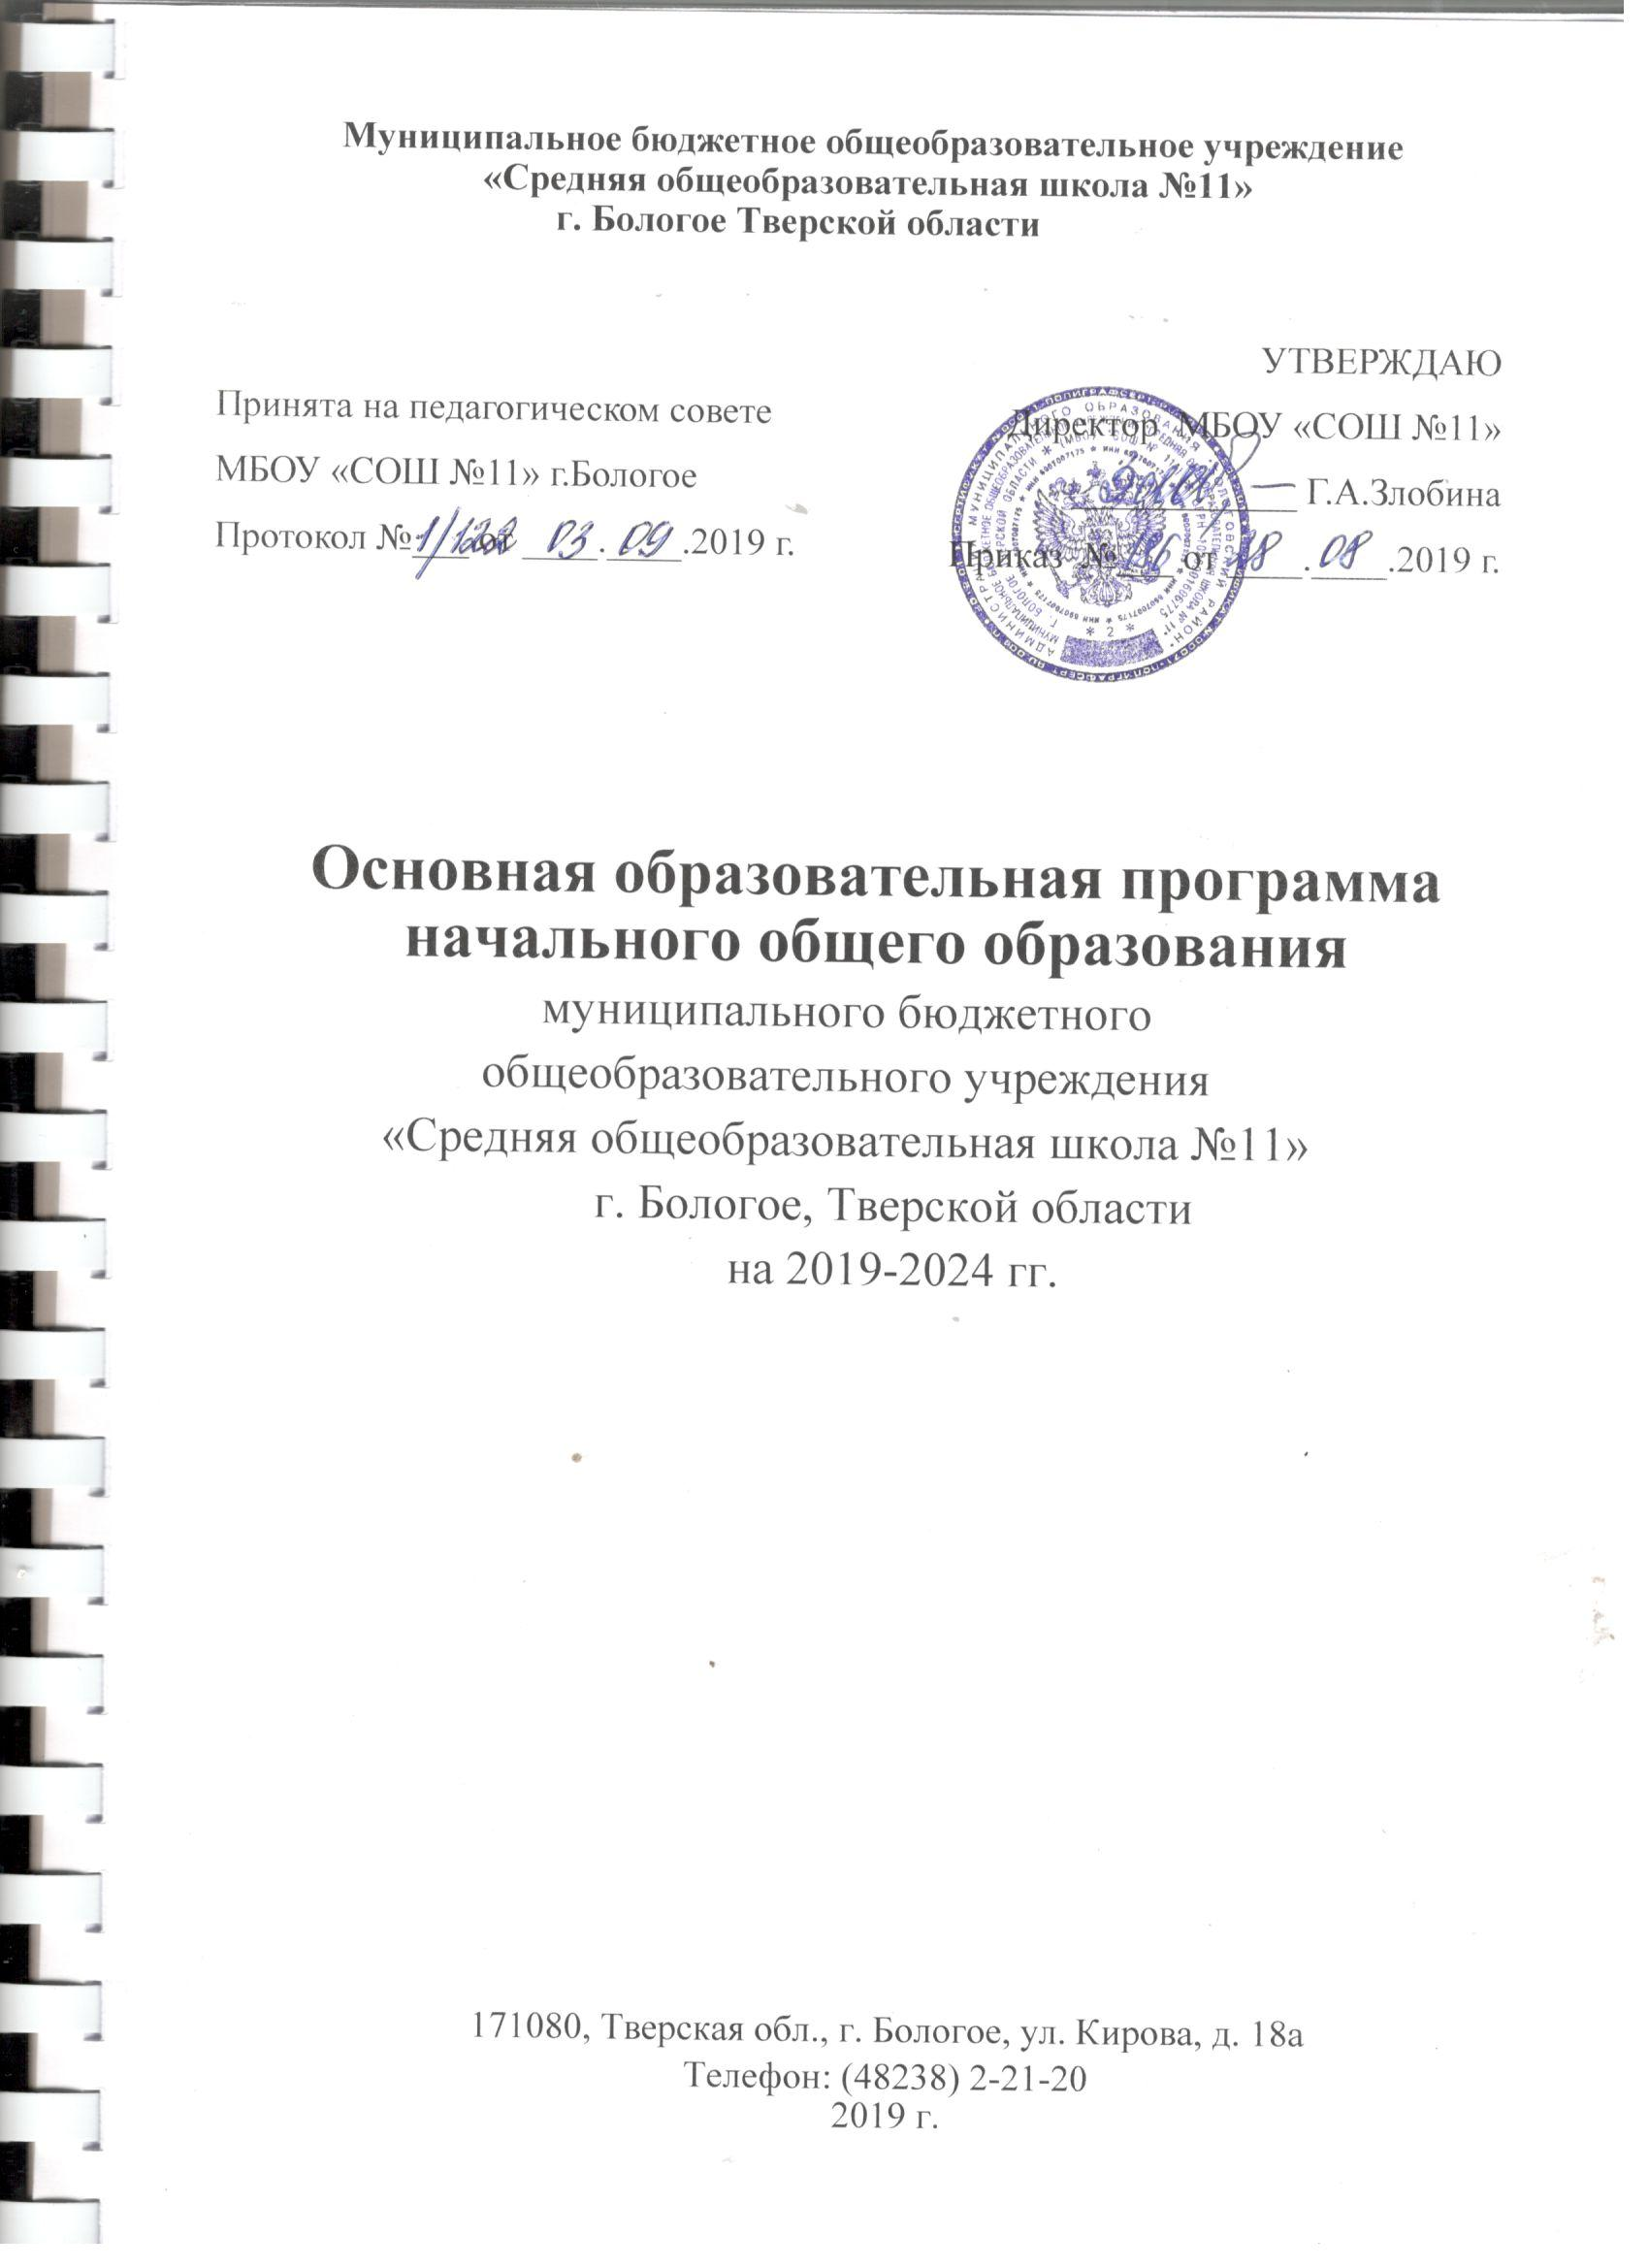 Муниципальное бюджетное общеобразовательное учреждение
«Средняя общеобразовательная школа №11»
г. Бологое Тверской области
Принята на педагогическом совете
МБОУ «СОШ №11» г.Бологое
Протокол № 1/122 от 03.09.2019 г.
УТВЕРЖДАЮ
Директор МБОУ «СОШ №11»
Г.А.Злобина
Приказ № от .08.2019 г.
Основная образовательная программа
начального общего образования
муниципального бюджетного
общеобразовательного учреждения
«Средняя общеобразовательная школа №11»
г. Бологое, Тверской области
на 2019-2024 гг.
171080, Тверская обл., г. Бологое, ул. Кирова, д. 18а
Телефон: (48238) 2-21-20
2019 г.